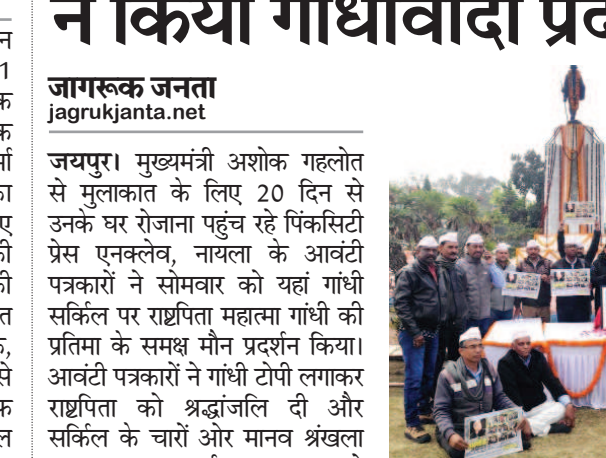 ने किया गांधीवादी प्रद
जागरूक जनता
jagrukjanta.net
जयपुर। मुख्यमंत्री अशोक गहलोत
से मुलाकात के लिए 20 दिन से
उनके घर रोजाना पहुंच रहे पिंकसिटी
प्रेस एनक्लेव, नायला के आवंटी
पत्रकारों ने सोमवार को यहां गांधी
सर्किल पर राष्ट्रपिता महात्मा गांधी की
प्रतिमा के समक्ष मौन प्रदर्शन किया।
आवंटी पत्रकारों ने गांधी टोपी लगाकर
राष्ट्रपिता को श्रद्धांजलि दी और
सर्किल के चारों ओर मानव श्रंखला